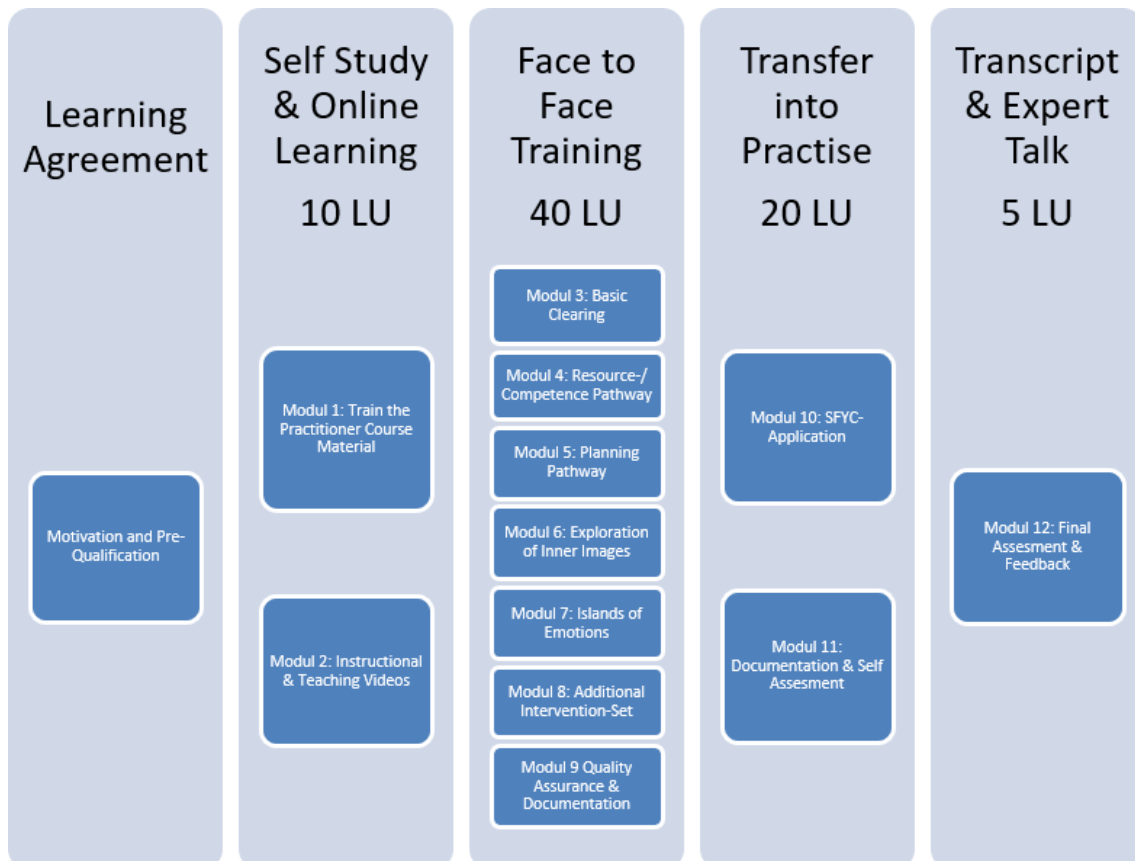 Learning
Agreement
Motivation and Pre-
Qualification
Self Study
& Online
Learning
10 LU
Modul 1: Train the
Practitioner Course
Material
Modul 2: Instructional
& Teaching Videos
Face to
Face
Training
40 LU
Modul 3: Basic
Clearing
Modul 4: Resource-/
Competence Pathway
Modul 5: Planning
Pathway
Modul 6: Exploration
of Inner Images
Modul 7: Islands of
Emotions
Modul 8: Additional
Intervention-Set
Modul 9 Quality
Assurance &
Documentation
Transfer
into
Practise
20 LU
Modul 10: SFYC-
Application
Modul 11:
Documentation & Self
Assesment
Transcript
& Expert
Talk
5 LU
Modul 12: Final
Assesment &
Feedback